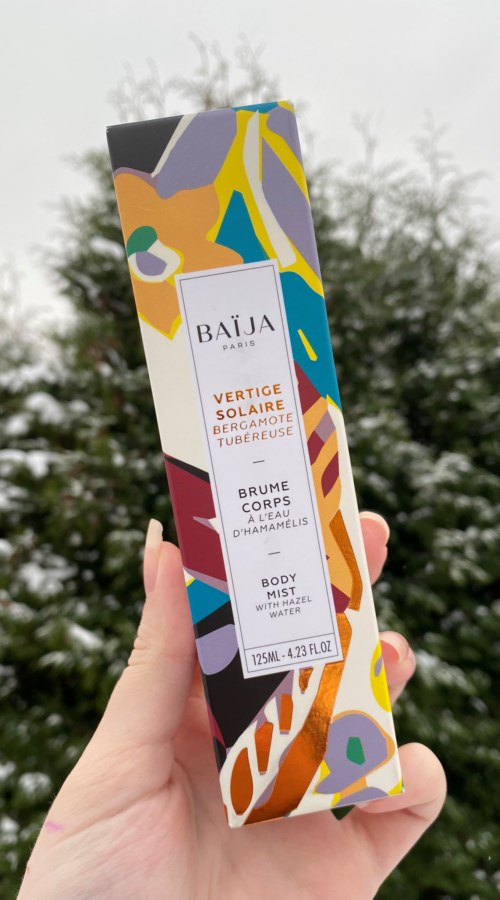 BAÏJA
PARIS
VERTIGE
SOLAIRE
BERGAMOTE
TUBÉREUSE
—
BRUME
CORPS
À L'EAU
D'HAMAMÉLIS
—
BODY
MIST
WITH HAZEL
WATER
125ML - 4.23 FL.OZ